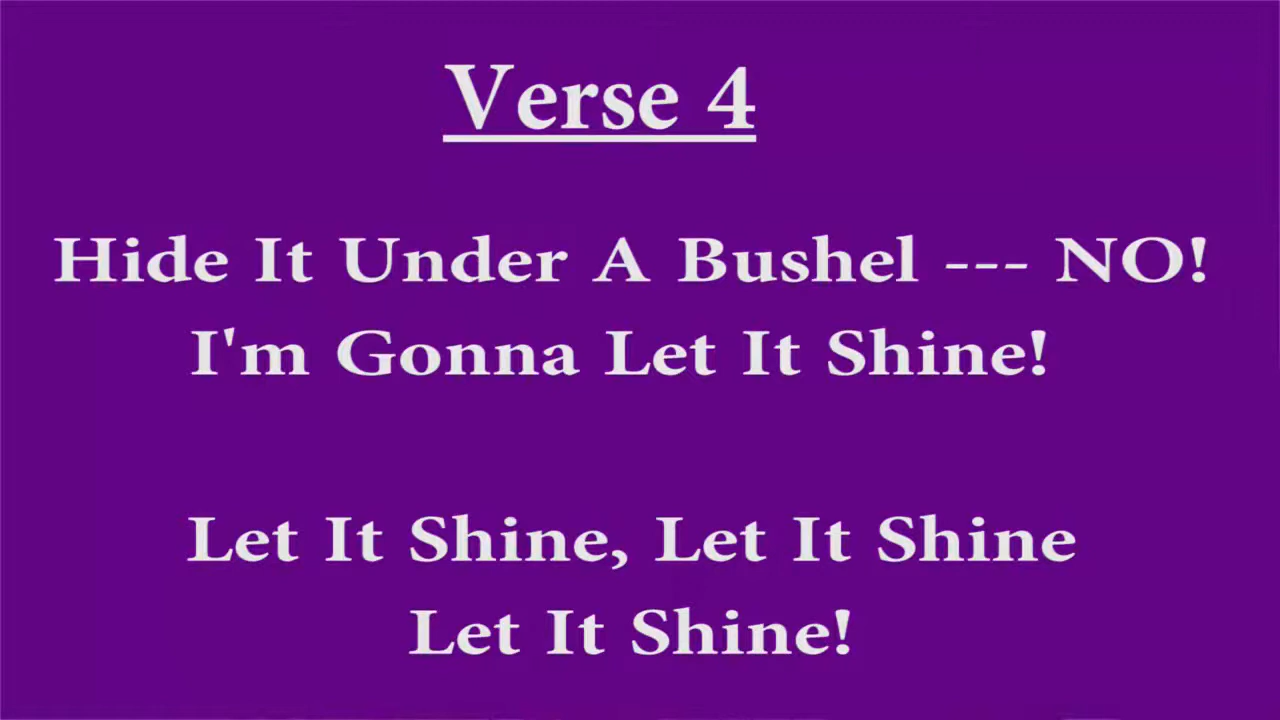 Verse 4
Hide It Under A Bushel --- NO!
I'm Gonna Let It Shine!
Let It Shine, Let It Shine
Let It Shine!